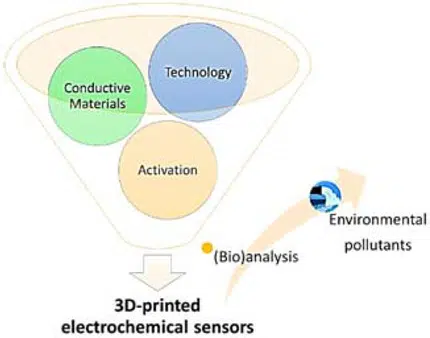 Technology
Conductive
Materials
Activation
Environmental
pollutants
(Bio)analysis
3D-printed
electrochemical sensors